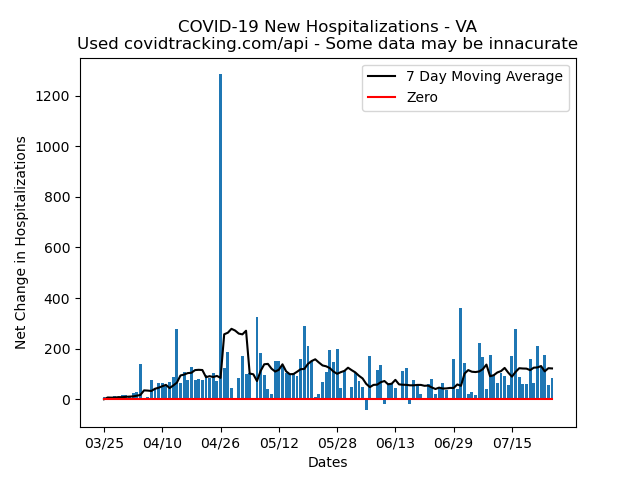 COVID-19 New Hospitalizations - VA
Used covidtracking.com/api - Some data may be innacurate
7 Day Moving Average
Zero
Net Change in Hospitalizations
1200
1000
800
600
400
200
0
03/25 04/10 04/26 05/12 05/28 06/13 06/29 07/15
Dates